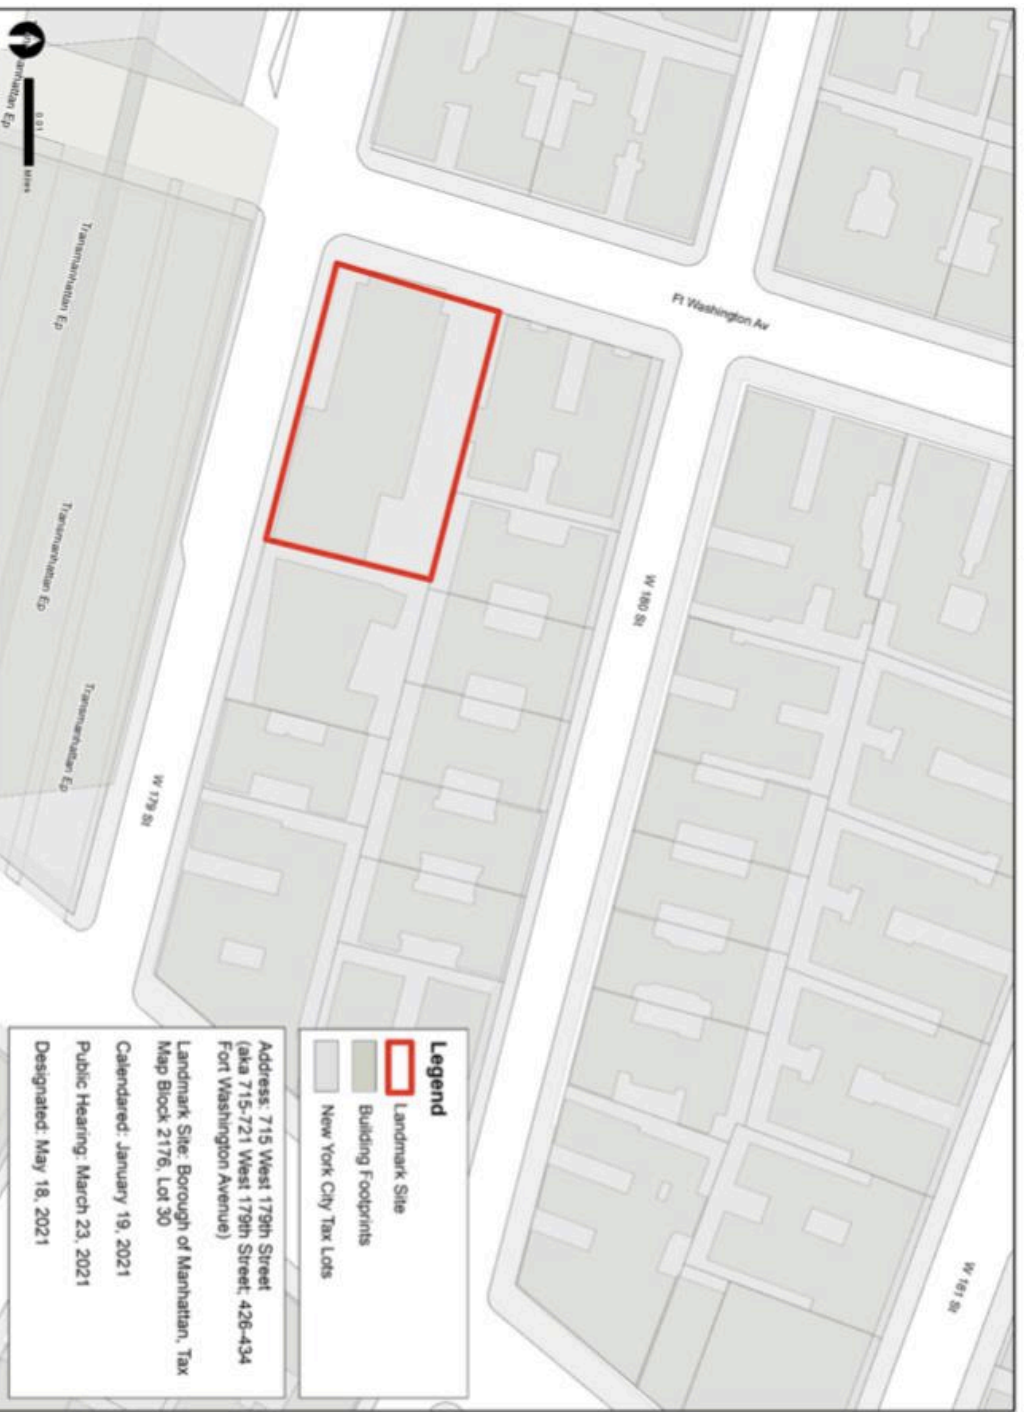 Ft Washington Av
W 181 St
W 180 St
W 179 St
Transmanhattan Ep
Transmanhattan Ep
Transmanhattan Ep
0.01
Miles
Legend
Landmark Site
Building Footprints
New York City Tax Lots
Address: 715 West 179th Street
(aka 715-721 West 179th Street; 426-434
Fort Washington Avenue)
Landmark Site: Borough of Manhattan, Tax
Map Block 2176, Lot 30
Calendared: January 19, 2021
Public Hearing: March 23, 2021
Designated: May 18, 2021